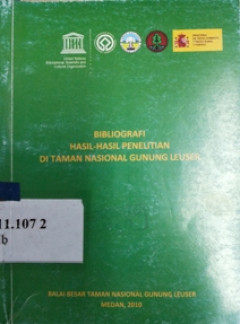 BIBLIOGRAFI
HASIL-HASIL PENELITIAN
DI TAMAN NASIONAL GUNUNG LEUSER
11.107 2
b
BALAI BESAR TAMAN NASIONAL GUNUNG LEUSER
MEDAN, 2010